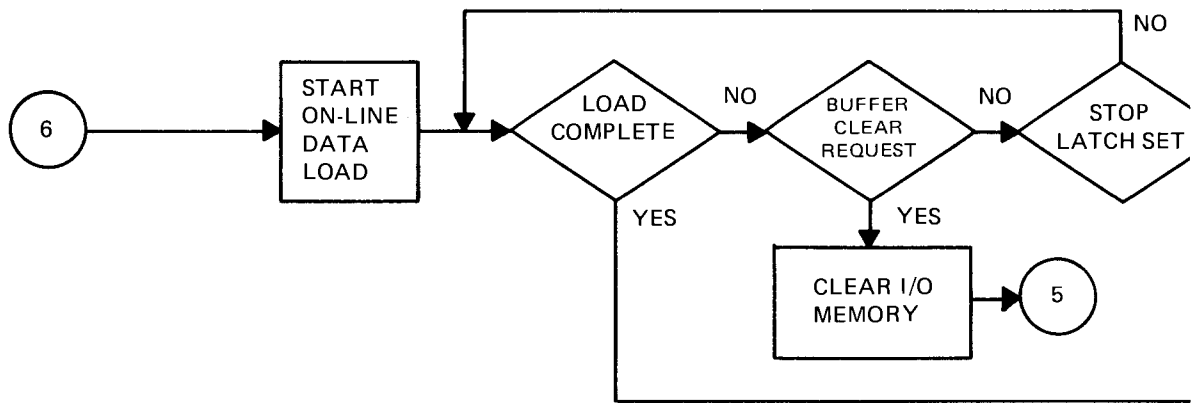 NO
6
START
ON-LINE
DATA
LOAD
LOAD
COMPLETE
NO
BUFFER
CLEAR
REQUEST
NO
STOP
LATCH SET
YES
YES
CLEAR I/O
MEMORY
5